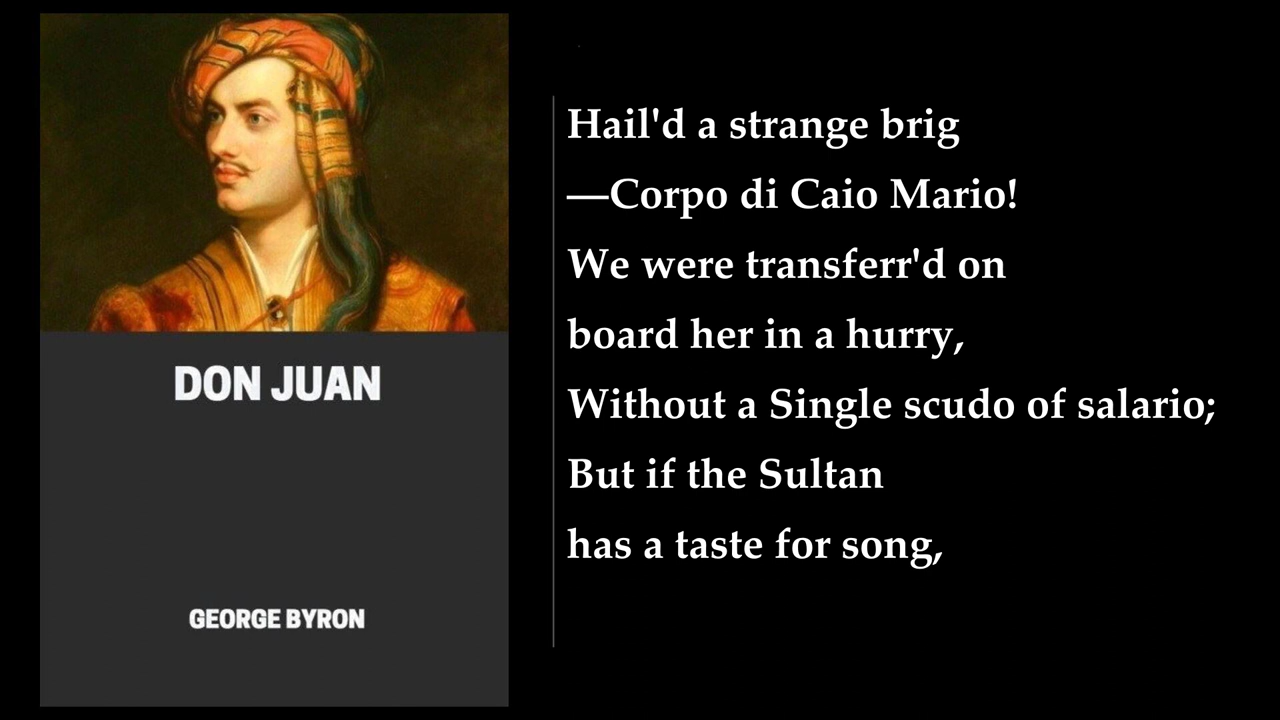 DON JUAN
GEORGE BYRON
Hail'd a strange brig
—Corpo di Caio Mario!
We were transferr'd on
board her in a hurry,
Without a Single scudo of salario;
But if the Sultan
has a taste for song,